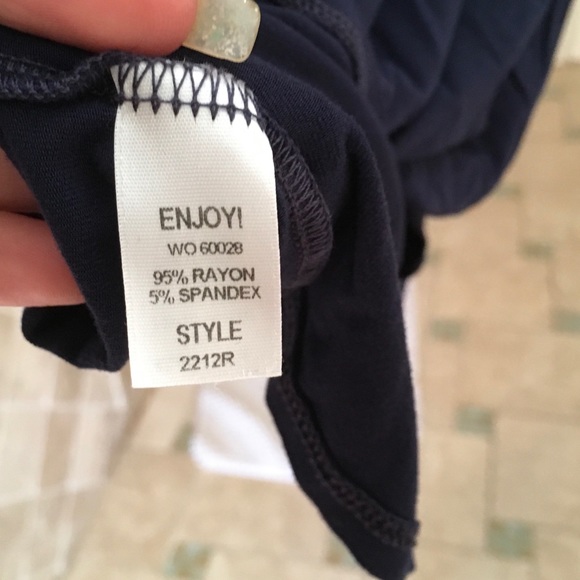 ENJOY!
WO 60028
95% RAYON
5% SPANDEX
STYLE
2212R